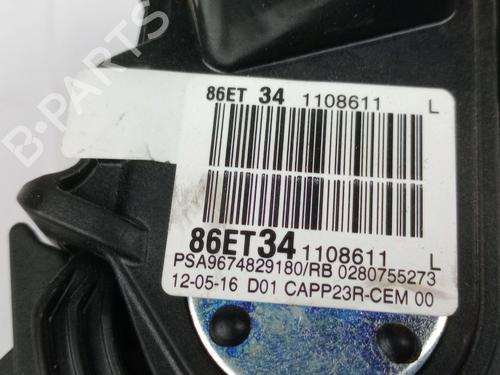 B-PARTS
86ET 34 1108611 L
86ET34 1108611 L
PSA9674829180/RB 0280755273
12-05-16 D01 CAPP23R-CEM 00